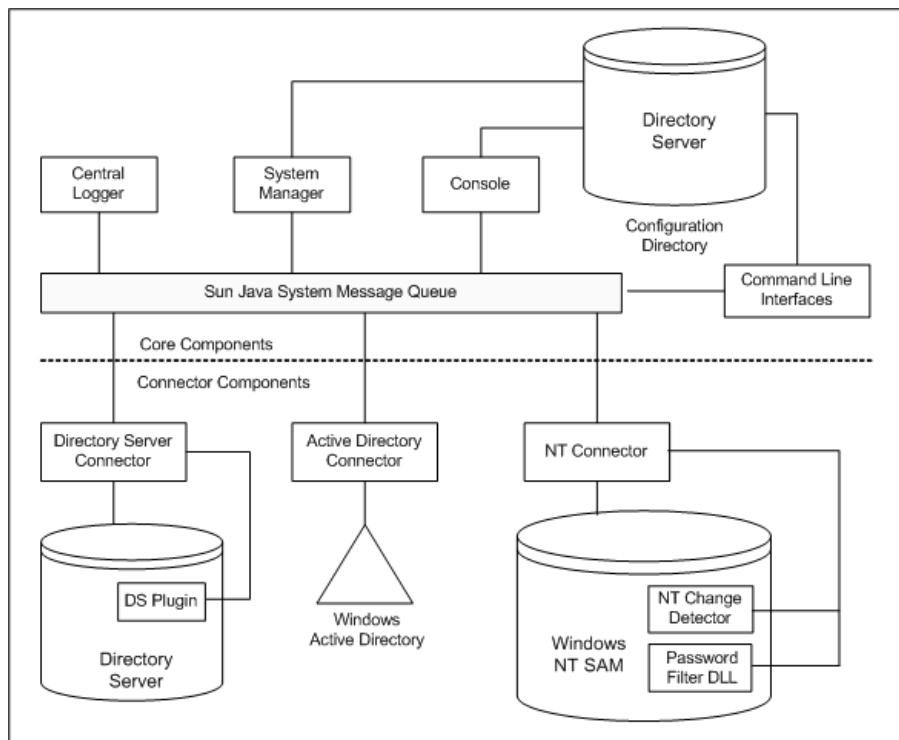 Directory
Server
Central
Logger
System
Manager
Console
Configuration
Directory
Sun Java System Message Queue
Command Line
Interfaces
Core Components
Connector Components
Directory Server
Connector
Active Directory
Connector
NT Connector
DS Plugin
Directory
Server
Windows
Active Directory
Windows
NT SAM
NT Change
Detector
Password
Filter DLL